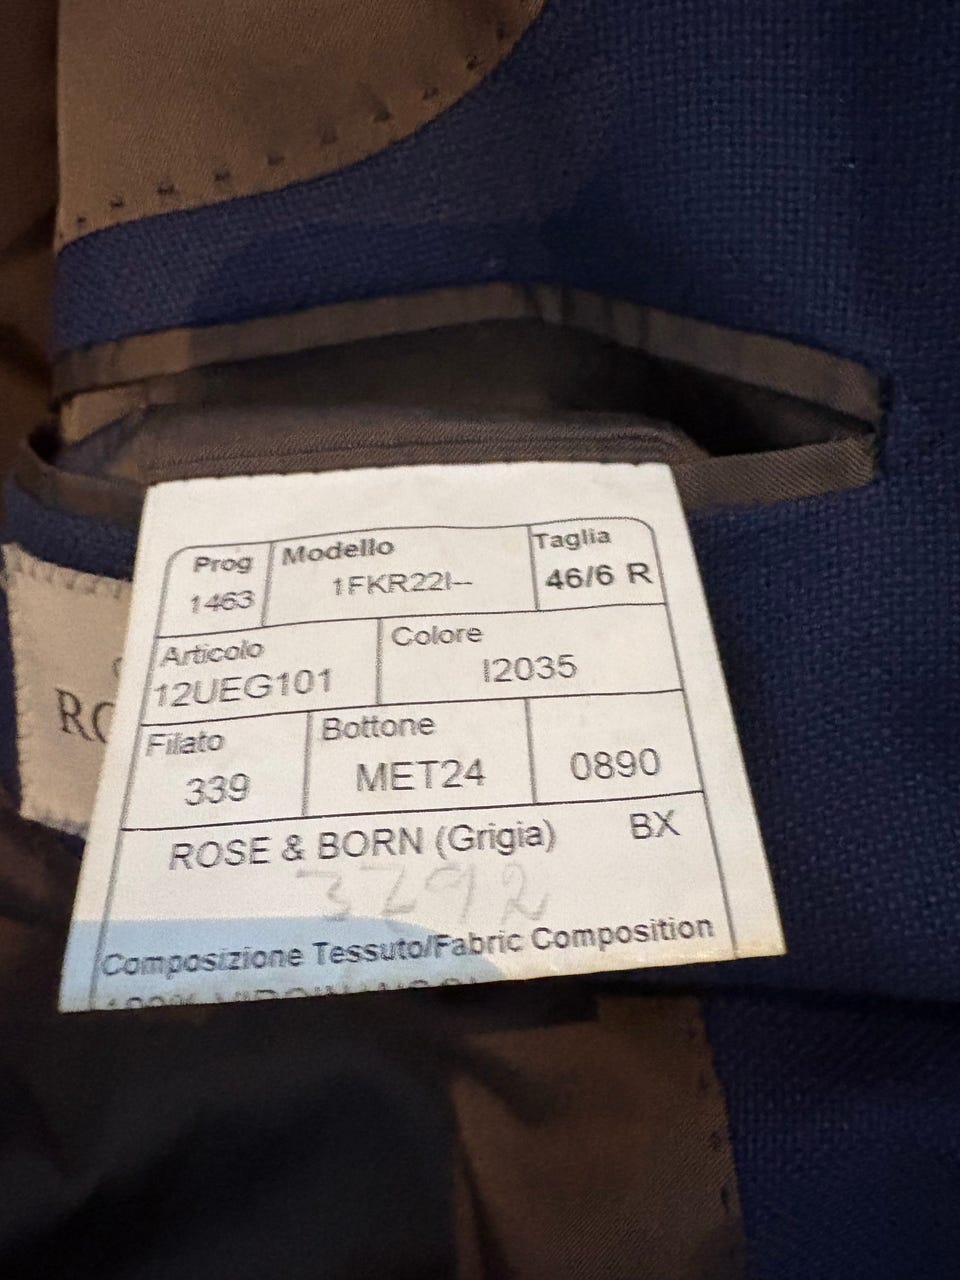 Prog Modello Taglia
1463 1FKR22I-- 46/6 R
Articolo Colore
12UEG101 I2035
Filato Bottone
339 MET24 0890
ROSE & BORN (Grigia) BX
3292
Composizione Tessuto/Fabric Composition